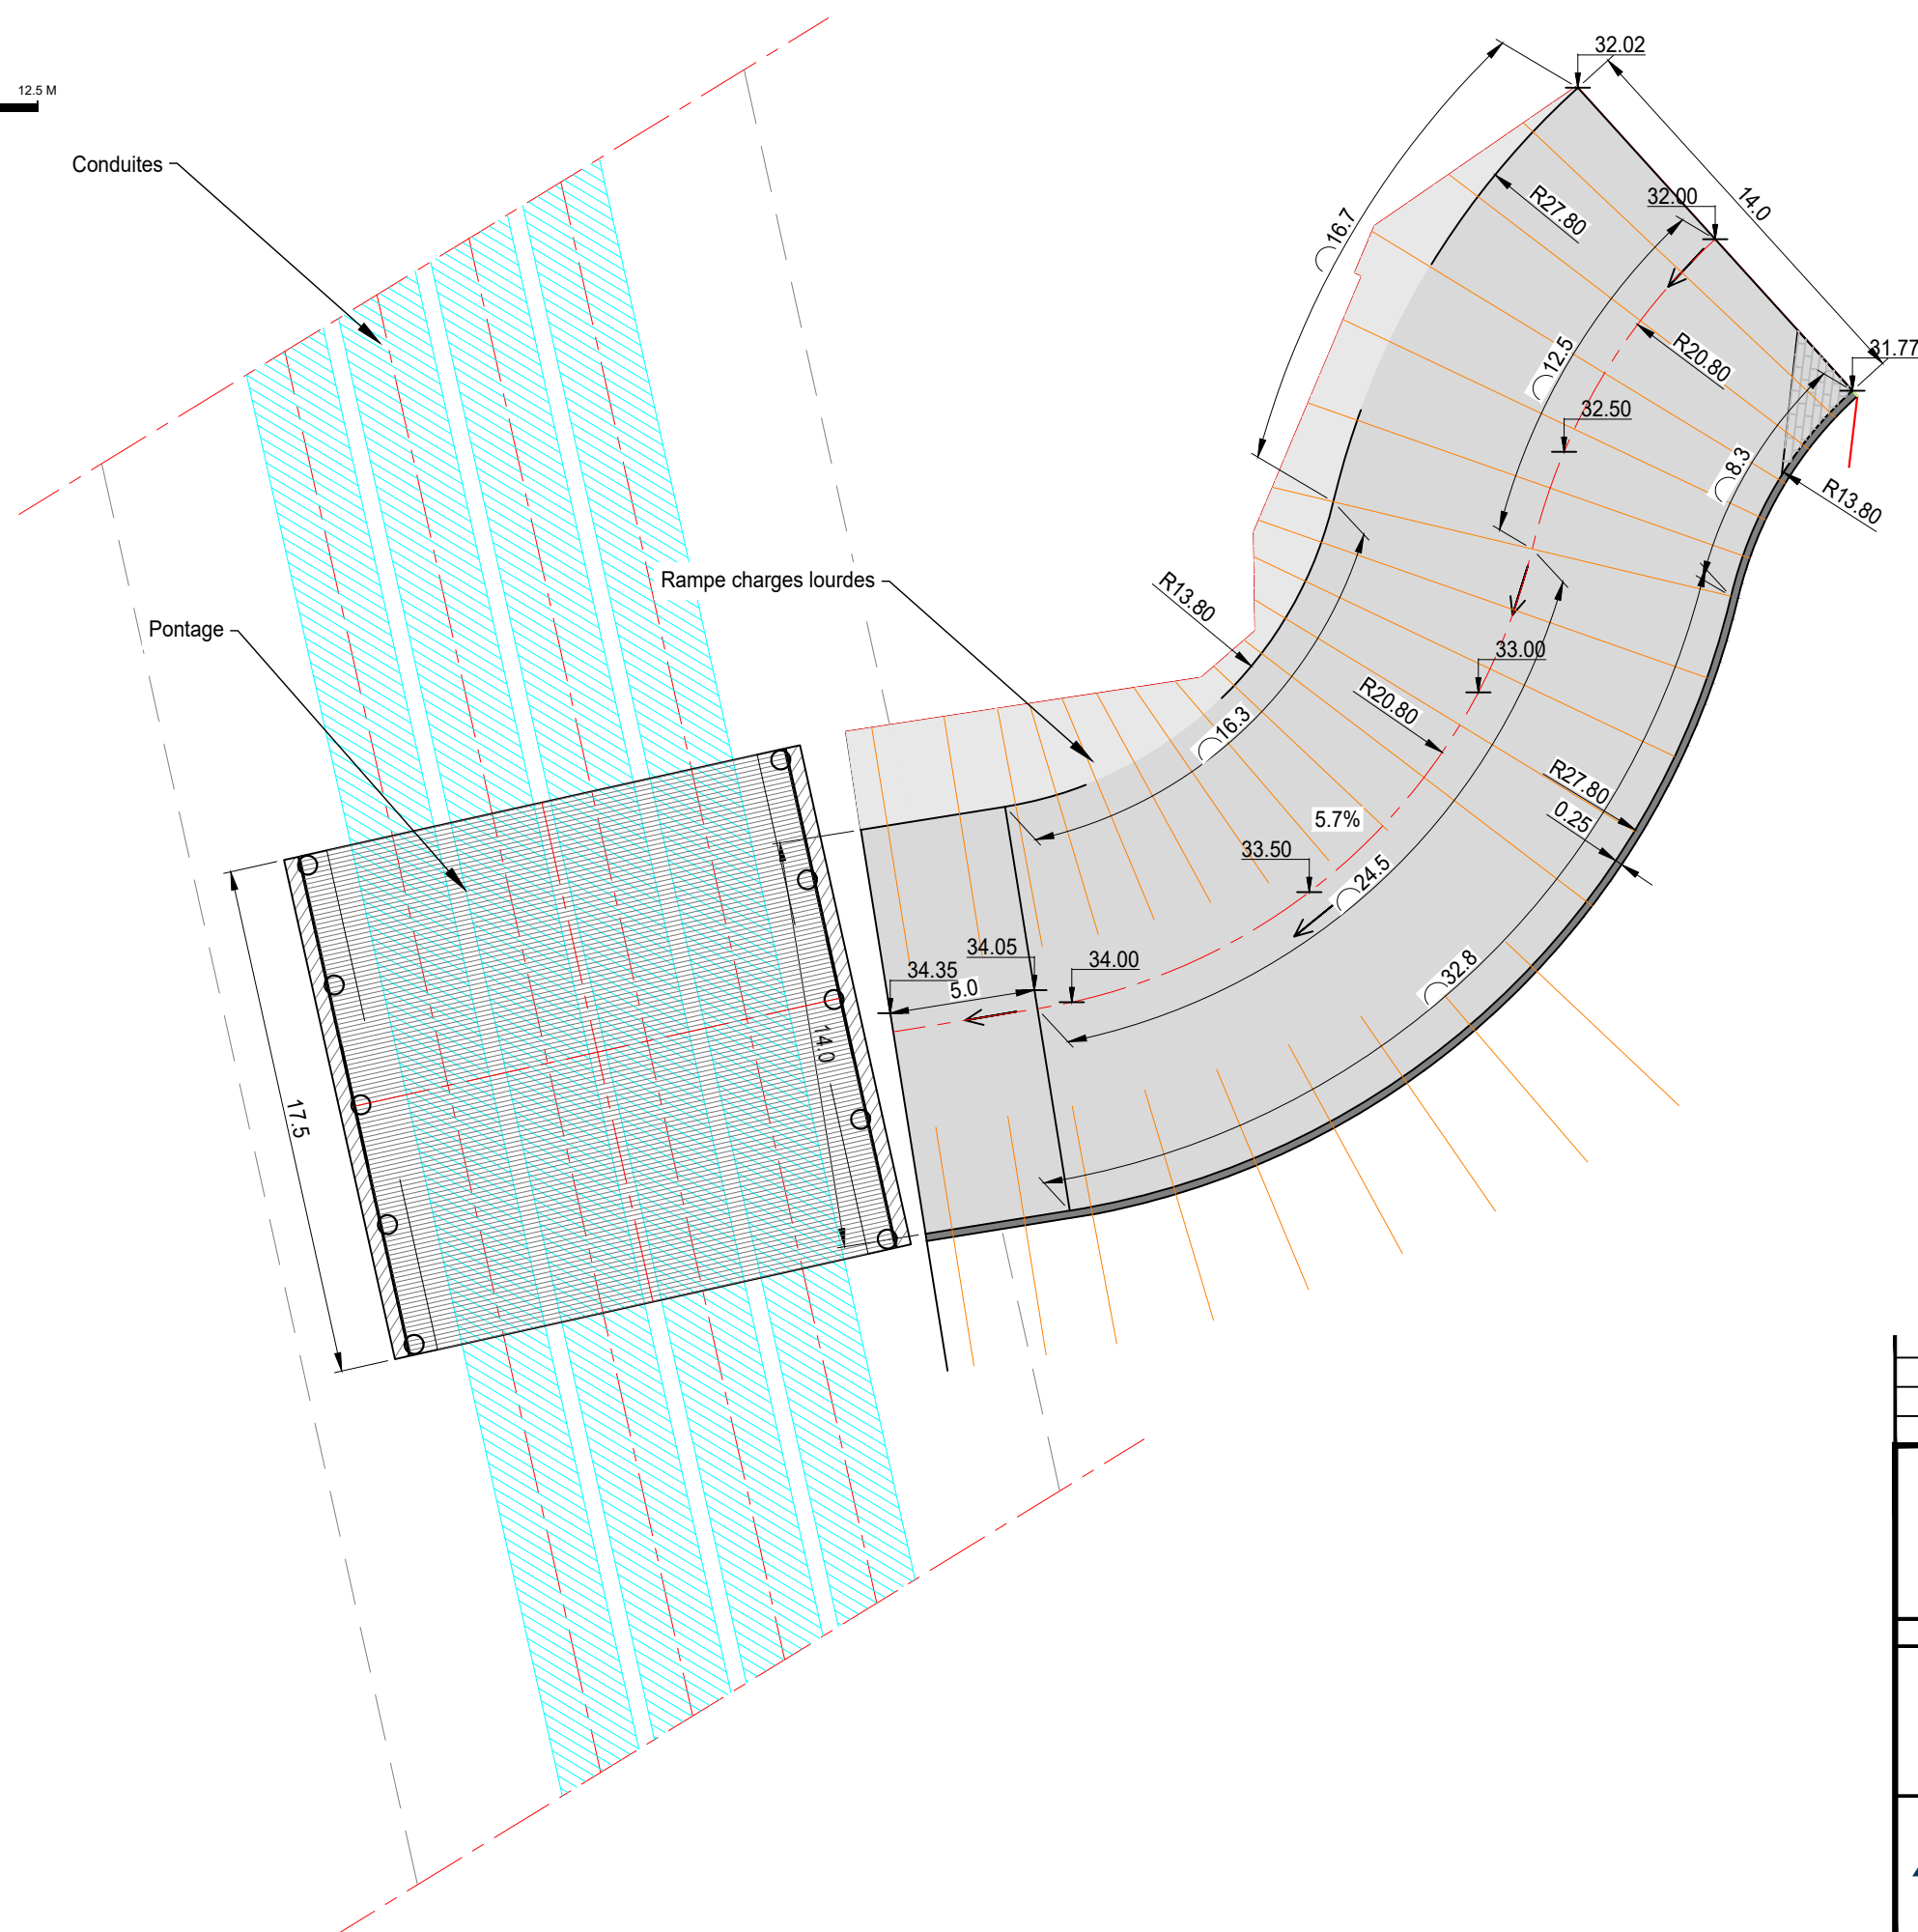 12.5 M
32.02
Conduites
14.0
32.00
R27.80
16.7
R20.80
31.77
12.5
32.50
8.3
R13.80
Rampe charges lourdes
R13.80
Pontage
33.00
R20.80
16.3
R27.80
0.25
5.7%
33.50
24.5
34.05
34.00
34.35
5.0
32.8
14.0
17.5